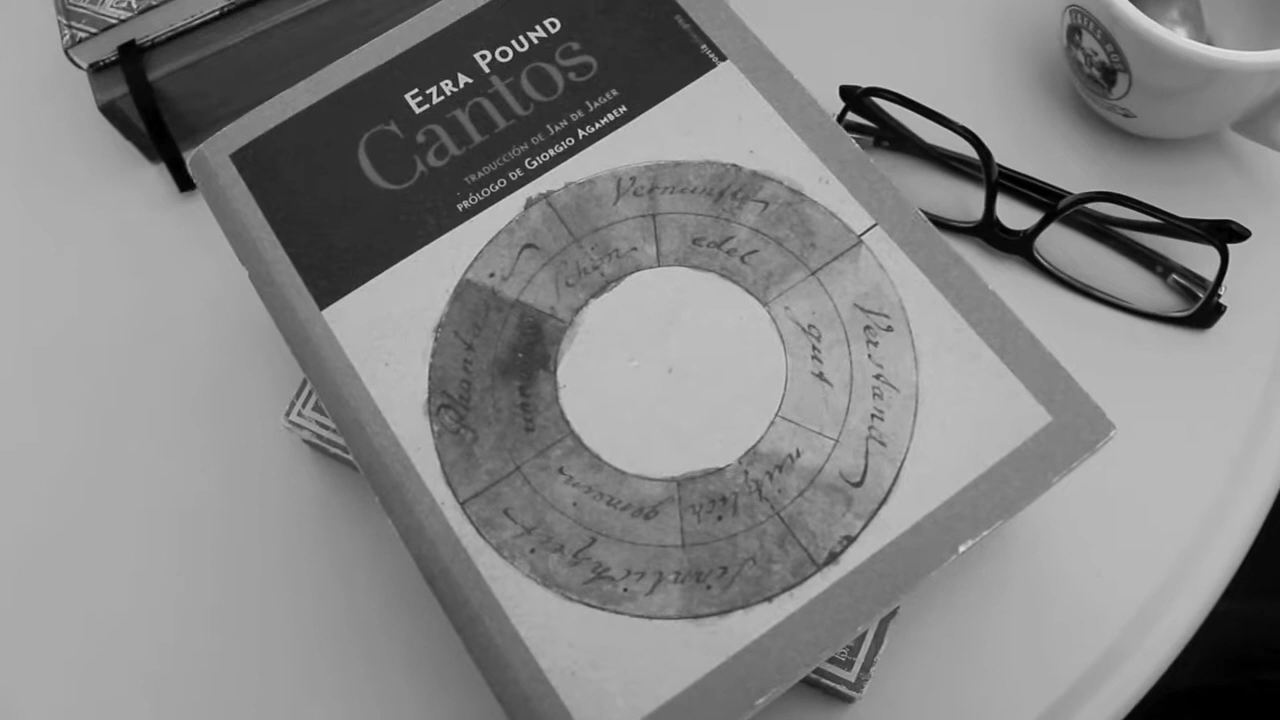 EZRA POUND
Cantos
TRADUCCIÓN DE JAN DE JAGER
PRÓLOGO DE GIORGIO AGAMBEN
Vernunft
schön edel
gut
Verstand
nützlich
gemein
Sinnlichkeit